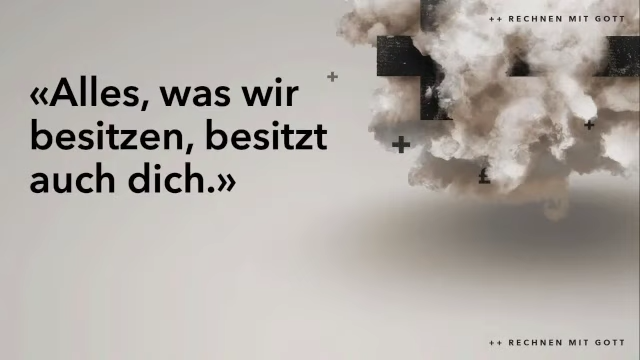 ++ RECHNEN MIT GOTT
«Alles, was wir
besitzen, besitzt
auch dich.»
++ RECHNEN MIT GOTT